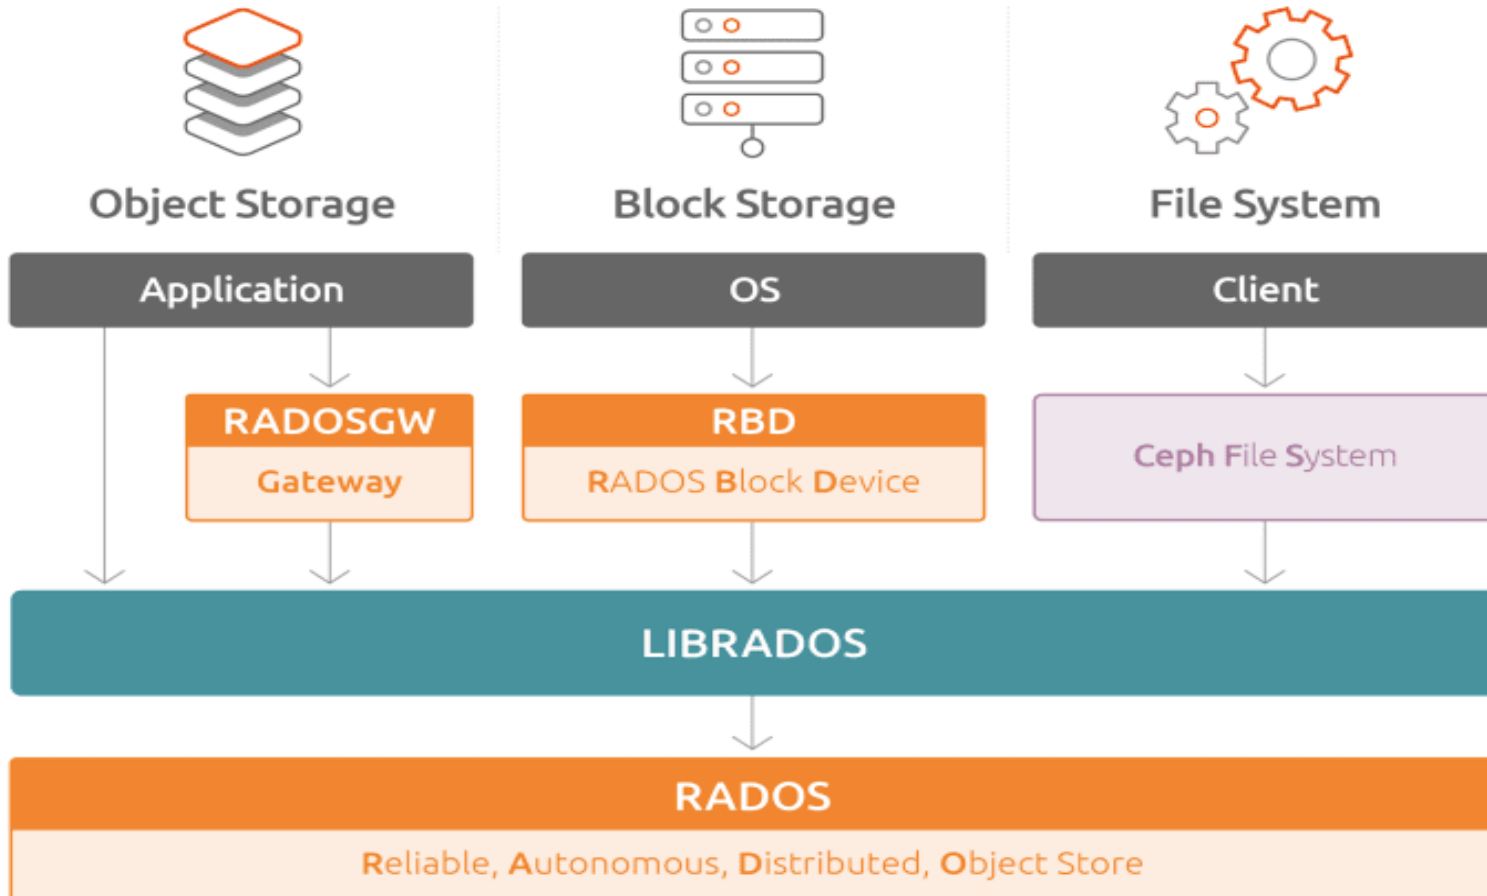 Object Storage
Block Storage
File System
Application
OS
Client
RADOSGW
Gateway
RBD
RADOS Block Device
Ceph File System
LIBRADOS
RADOS
Reliable, Autonomous, Distributed, Object Store